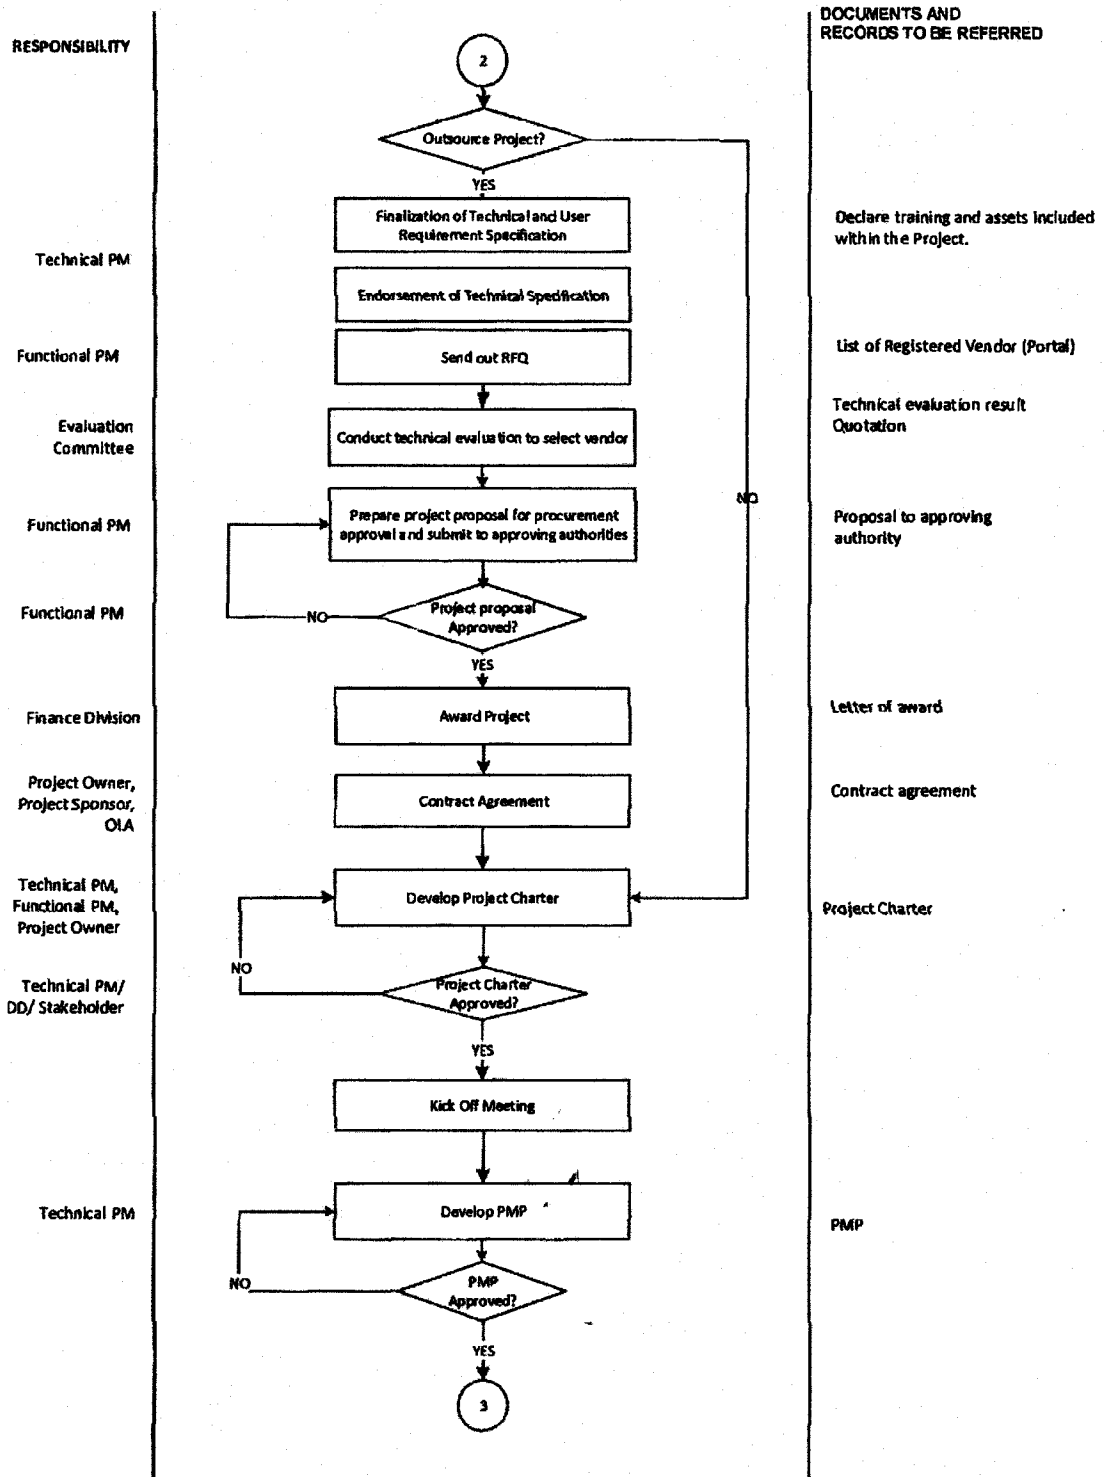 RESPONSIBILITY
DOCUMENTS AND
RECORDS TO BE REFERRED
2
Outsource Project?
YES
Finalization of Technical and User
Requirement Specification
Declare training and assets included
within the Project.
Technical PM
Endorsement of Technical Specification
Functional PM
Send out RFQ
List of Registered Vendor (Portal)
Evaluation
Committee
Conduct technical evaluation to select vendor
Technical evaluation result
Quotation
NO
Functional PM
Prepare project proposal for procurement
approval and submit to approving authorities
Proposal to approving
authority
Functional PM
NO
Project proposal
Approved?
YES
Finance Division
Award Project
Letter of award
Project Owner,
Project Sponsor,
OLA
Contract Agreement
Contract agreement
Technical PM,
Functional PM,
Project Owner
Develop Project Charter
Project Charter
NO
Technical PM/
DD/ Stakeholder
Project Charter
Approved?
YES
Kick Off Meeting
Technical PM
Develop PMP
PMP
NO
PMP
Approved?
YES
3